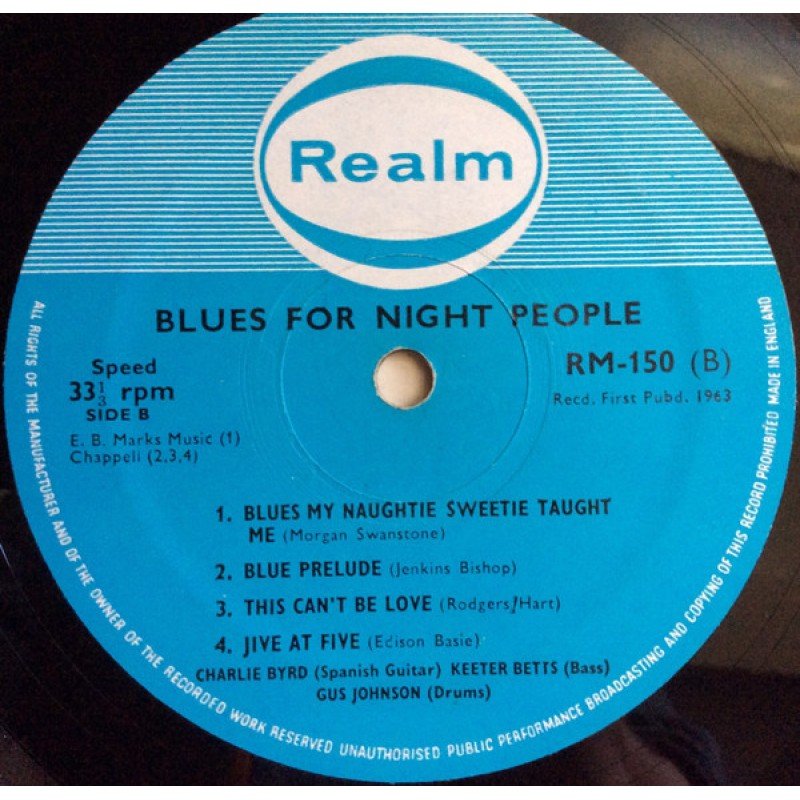 Realm
BLUES FOR NIGHT PEOPLE
Speed
33⅓ rpm
SIDE B
E. B. Marks Music (1)
Chappell (2,3,4)
RM-150 (B)
Recd. First Pubd. 1963
1. BLUES MY NAUGHTIE SWEETIE TAUGHT
ME (Morgan Swanstone)
2. BLUE PRELUDE (Jenkins Bishop)
3. THIS CAN'T BE LOVE (Rodgers/Hart)
4. JIVE AT FIVE (Edison Basie)
CHARLIE BYRD (Spanish Guitar) KEETER BETTS (Bass)
GUS JOHNSON (Drums)
ALL RIGHTS OF THE MANUFACTURER AND OF THE OWNER OF THE RECORDED WORK RESERVED UNAUTHORISED PUBLIC PERFORMANCE BROADCASTING AND COPYING OF THIS RECORD PROHIBITED MADE IN ENGLAND